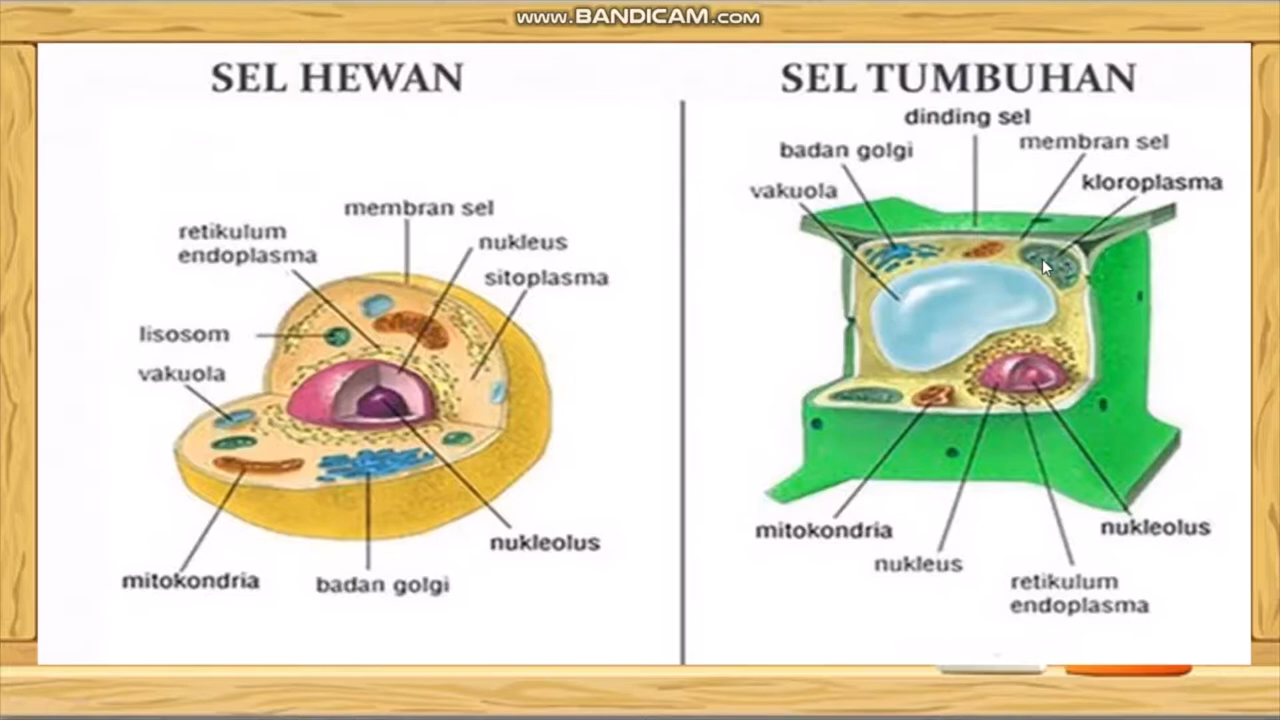 www.BANDICAM.com
SEL HEWAN
membran sel
retikulum
endoplasma
nukleus
sitoplasma
lisosom
vakuola
nukleolus
mitokondria
badan golgi
SEL TUMBUHAN
dinding sel
membran sel
badan golgi
kloroplasma
vakuola
mitokondria
nukleolus
nukleus
retikulum
endoplasma